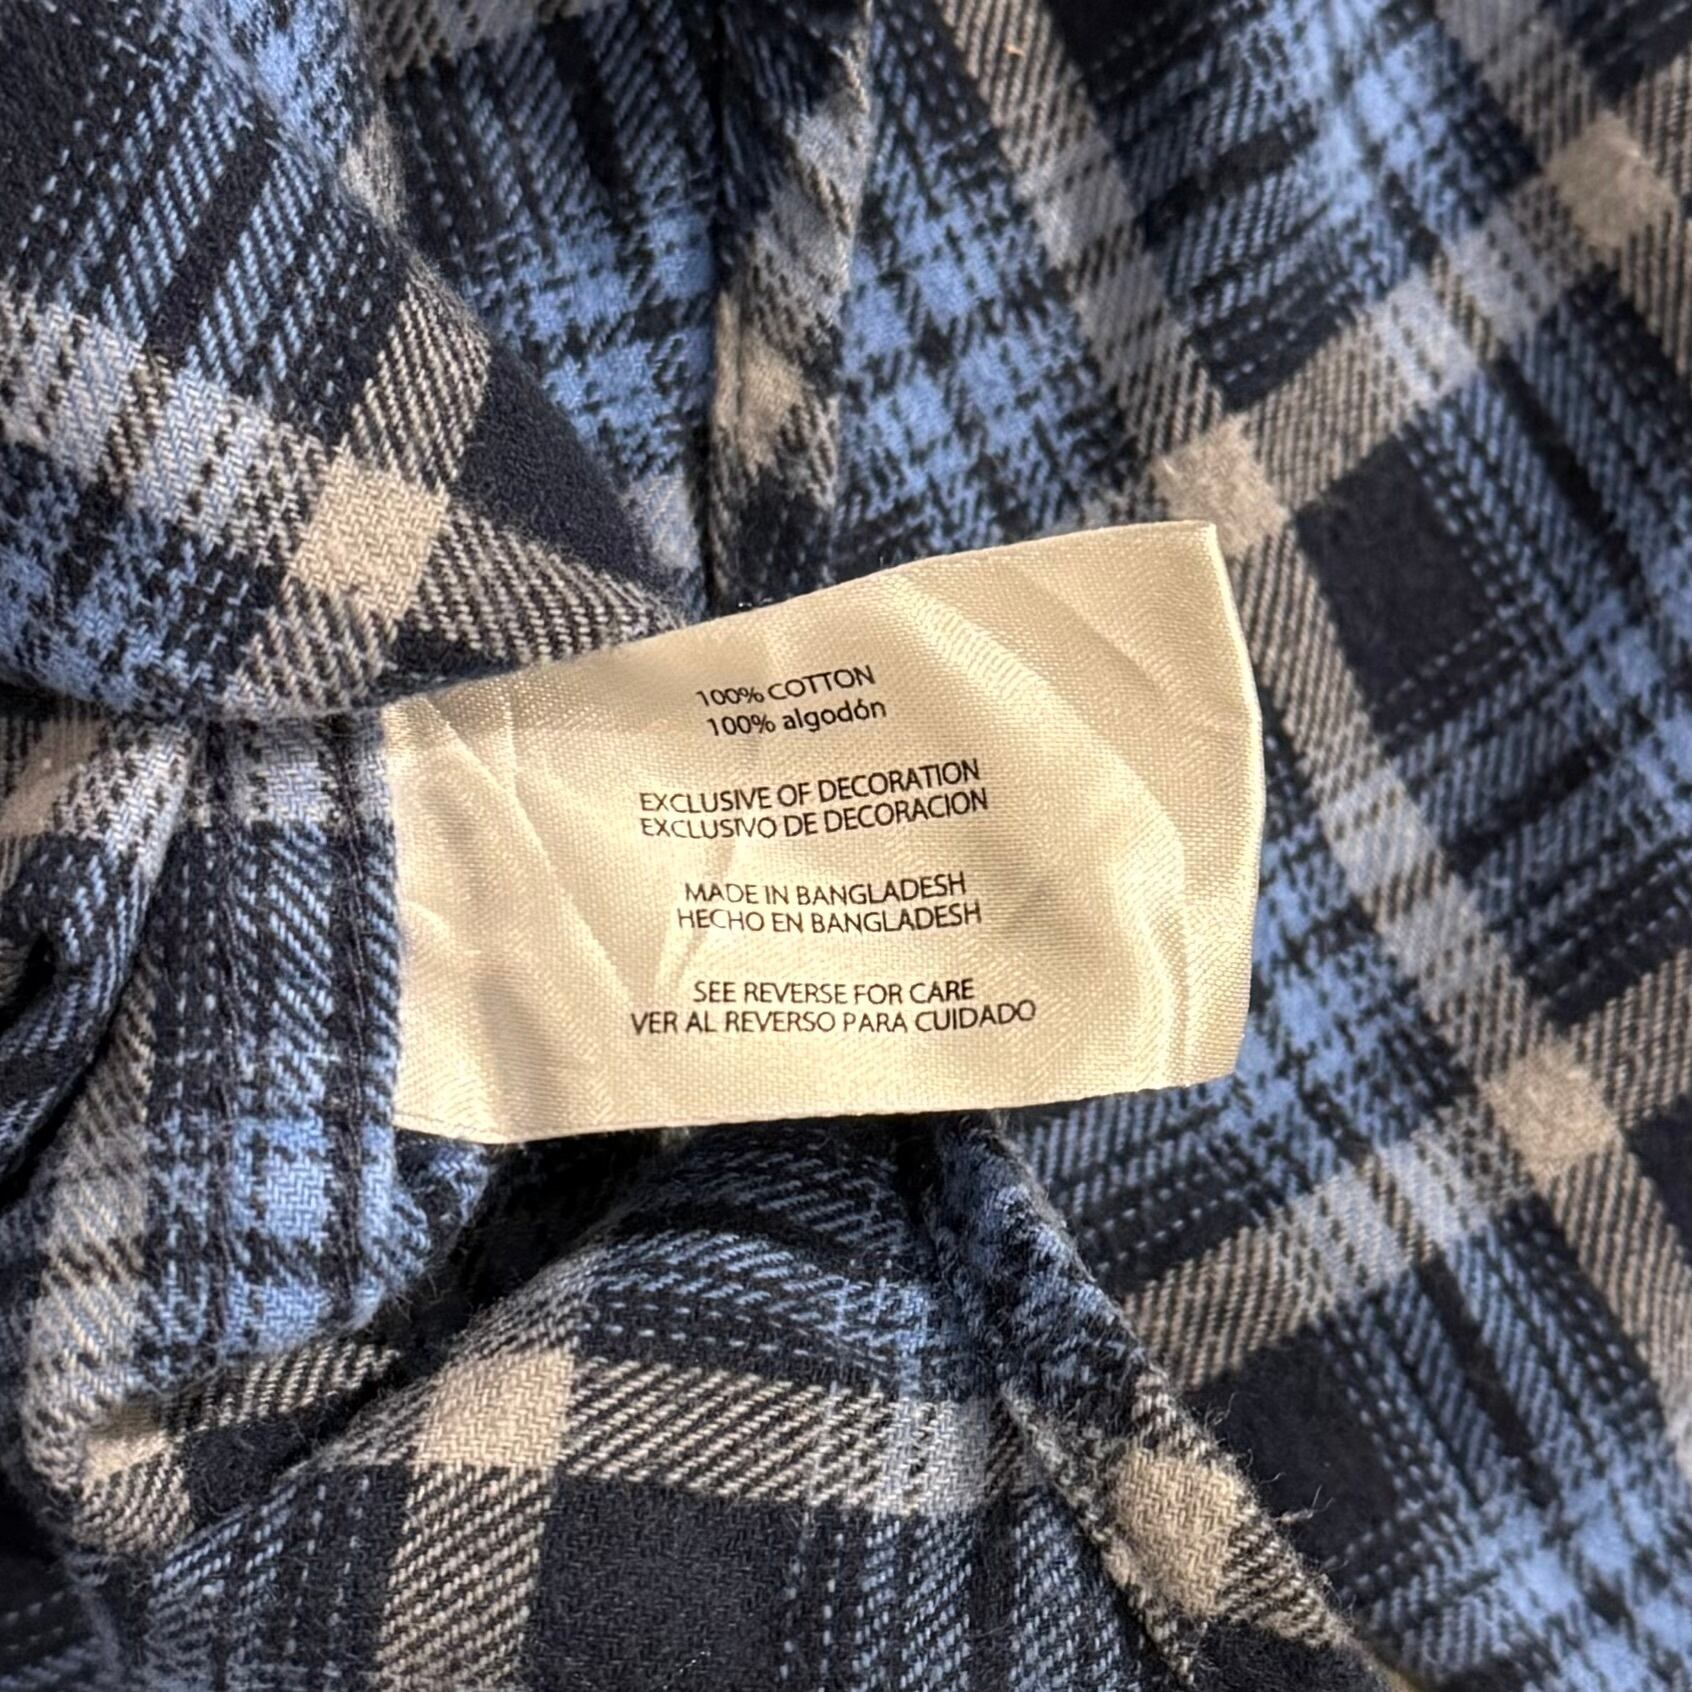 100% COTTON
100% algodón
EXCLUSIVE OF DECORATION
EXCLUSIVO DE DECORACION
MADE IN BANGLADESH
HECHO EN BANGLADESH
SEE REVERSE FOR CARE
VER AL REVERSO PARA CUIDADO